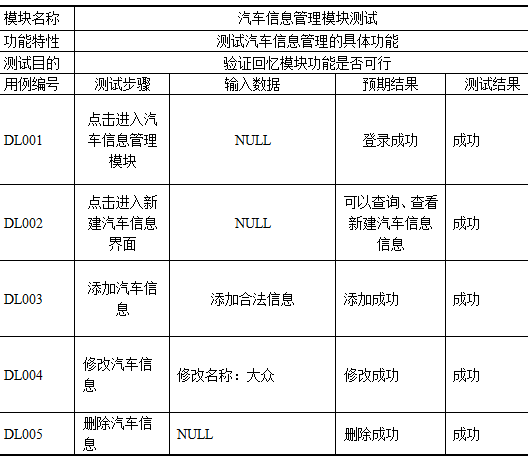 模块名称 汽车信息管理模块测试
功能特性 测试汽车信息管理的具体功能
测试目的 验证回忆模块功能是否可行
用例编号 测试步骤 输入数据 预期结果 测试结果
DL001 点击进入汽车信息管理模块 NULL 登录成功 成功
DL002 点击进入新建汽车信息界面 NULL 可以查询、查看新建汽车信息信息 成功
DL003 添加汽车信息 添加合法信息 添加成功 成功
DL004 修改汽车信息 修改名称：大众 修改成功 成功
DL005 删除汽车信息 NULL 删除成功 成功